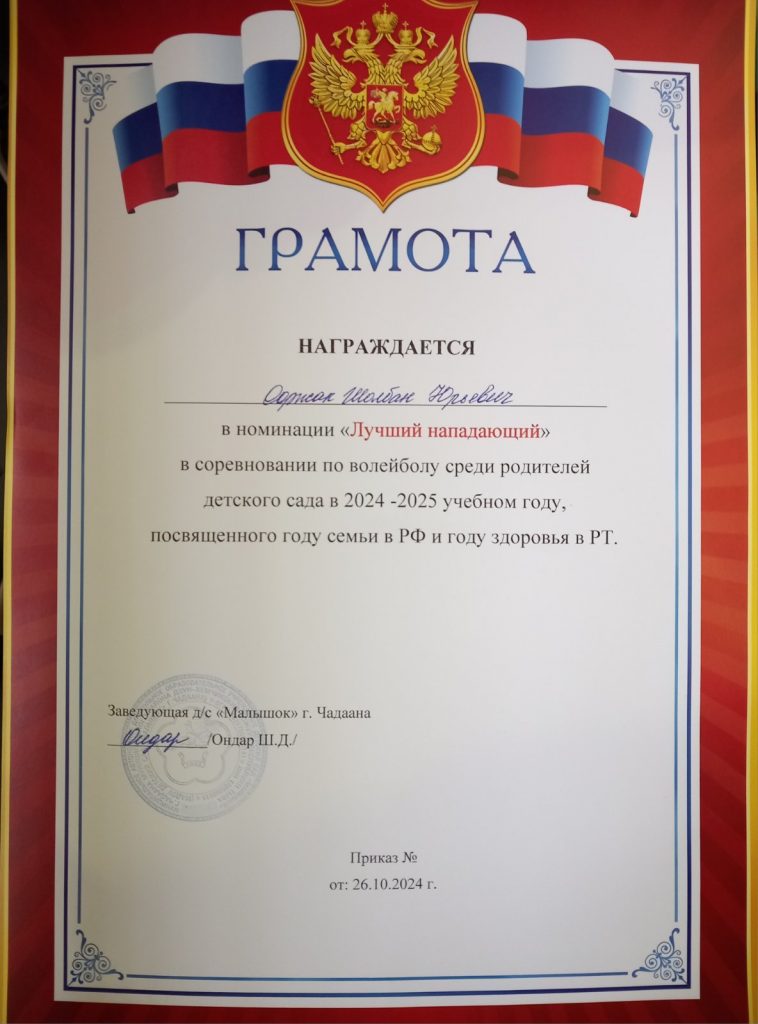 ГРАМОТА
НАГРАЖДАЕТСЯ
Ооржак Шолбан Юрьевич
в номинации «Лучший нападающий»
в соревновании по волейболу среди родителей
детского сада в 2024 -2025 учебном году,
посвященного году семьи в РФ и году здоровья в РТ.
Заведующая д/с «Малышок» г. Чадаана
Ондар /Ондар Ш.Д./
Приказ №
от: 26.10.2024 г.